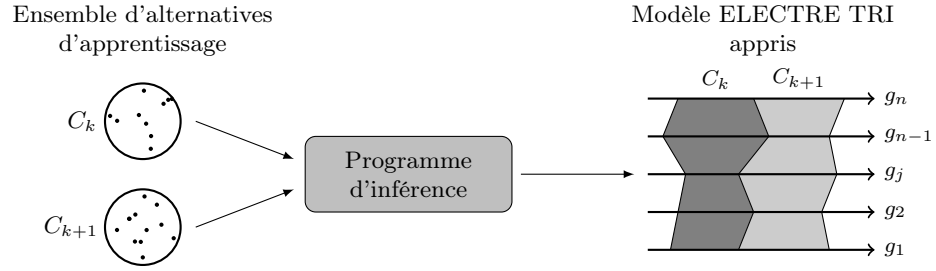 Ensemble d'alternatives
d'apprentissage
C_k
C_{k+1}
Programme
d'inférence
Modèle ELECTRE TRI
appris
C_k C_{k+1}
g_n
g_{n−1}
g_j
g_2
g_1